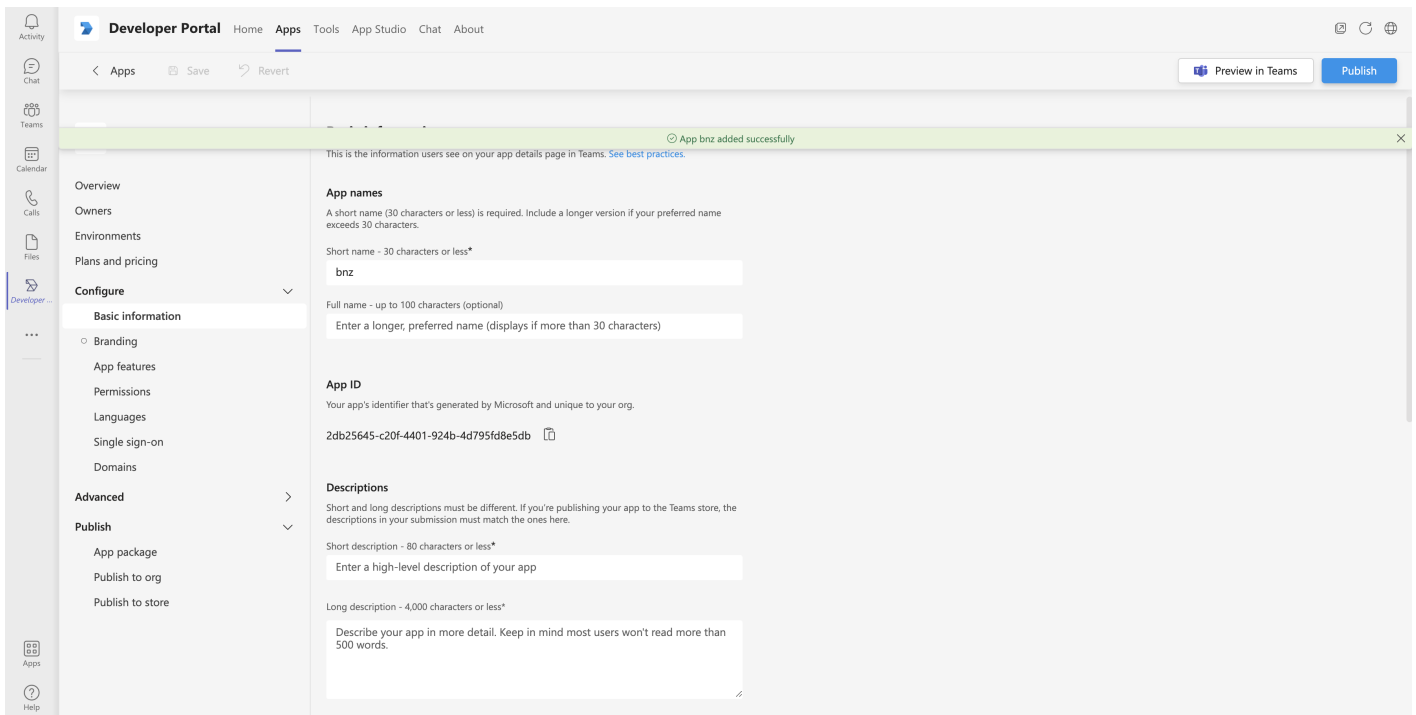 Activity
Chat
Teams
Calendar
Calls
Files
Developer ...
Apps
Help
Developer Portal Home Apps Tools App Studio Chat About
Apps Save Revert
Preview in Teams Publish
App bnz added successfully
Overview
Owners
Environments
Plans and pricing
Configure
Basic information
Branding
App features
Permissions
Languages
Single sign-on
Domains
Advanced
Publish
App package
Publish to org
Publish to store
This is the information users see on your app details page in Teams. See best practices.
App names
A short name (30 characters or less) is required. Include a longer version if your preferred name
exceeds 30 characters.
Short name - 30 characters or less*
bnz
Full name - up to 100 characters (optional)
Enter a longer, preferred name (displays if more than 30 characters)
App ID
Your app's identifier that's generated by Microsoft and unique to your org.
2db25645-c20f-4401-924b-4d795fd8e5db
Descriptions
Short and long descriptions must be different. If you're publishing your app to the Teams store, the
descriptions in your submission must match the ones here.
Short description - 80 characters or less*
Enter a high-level description of your app
Long description - 4,000 characters or less*
Describe your app in more detail. Keep in mind most users won't read more than
500 words.